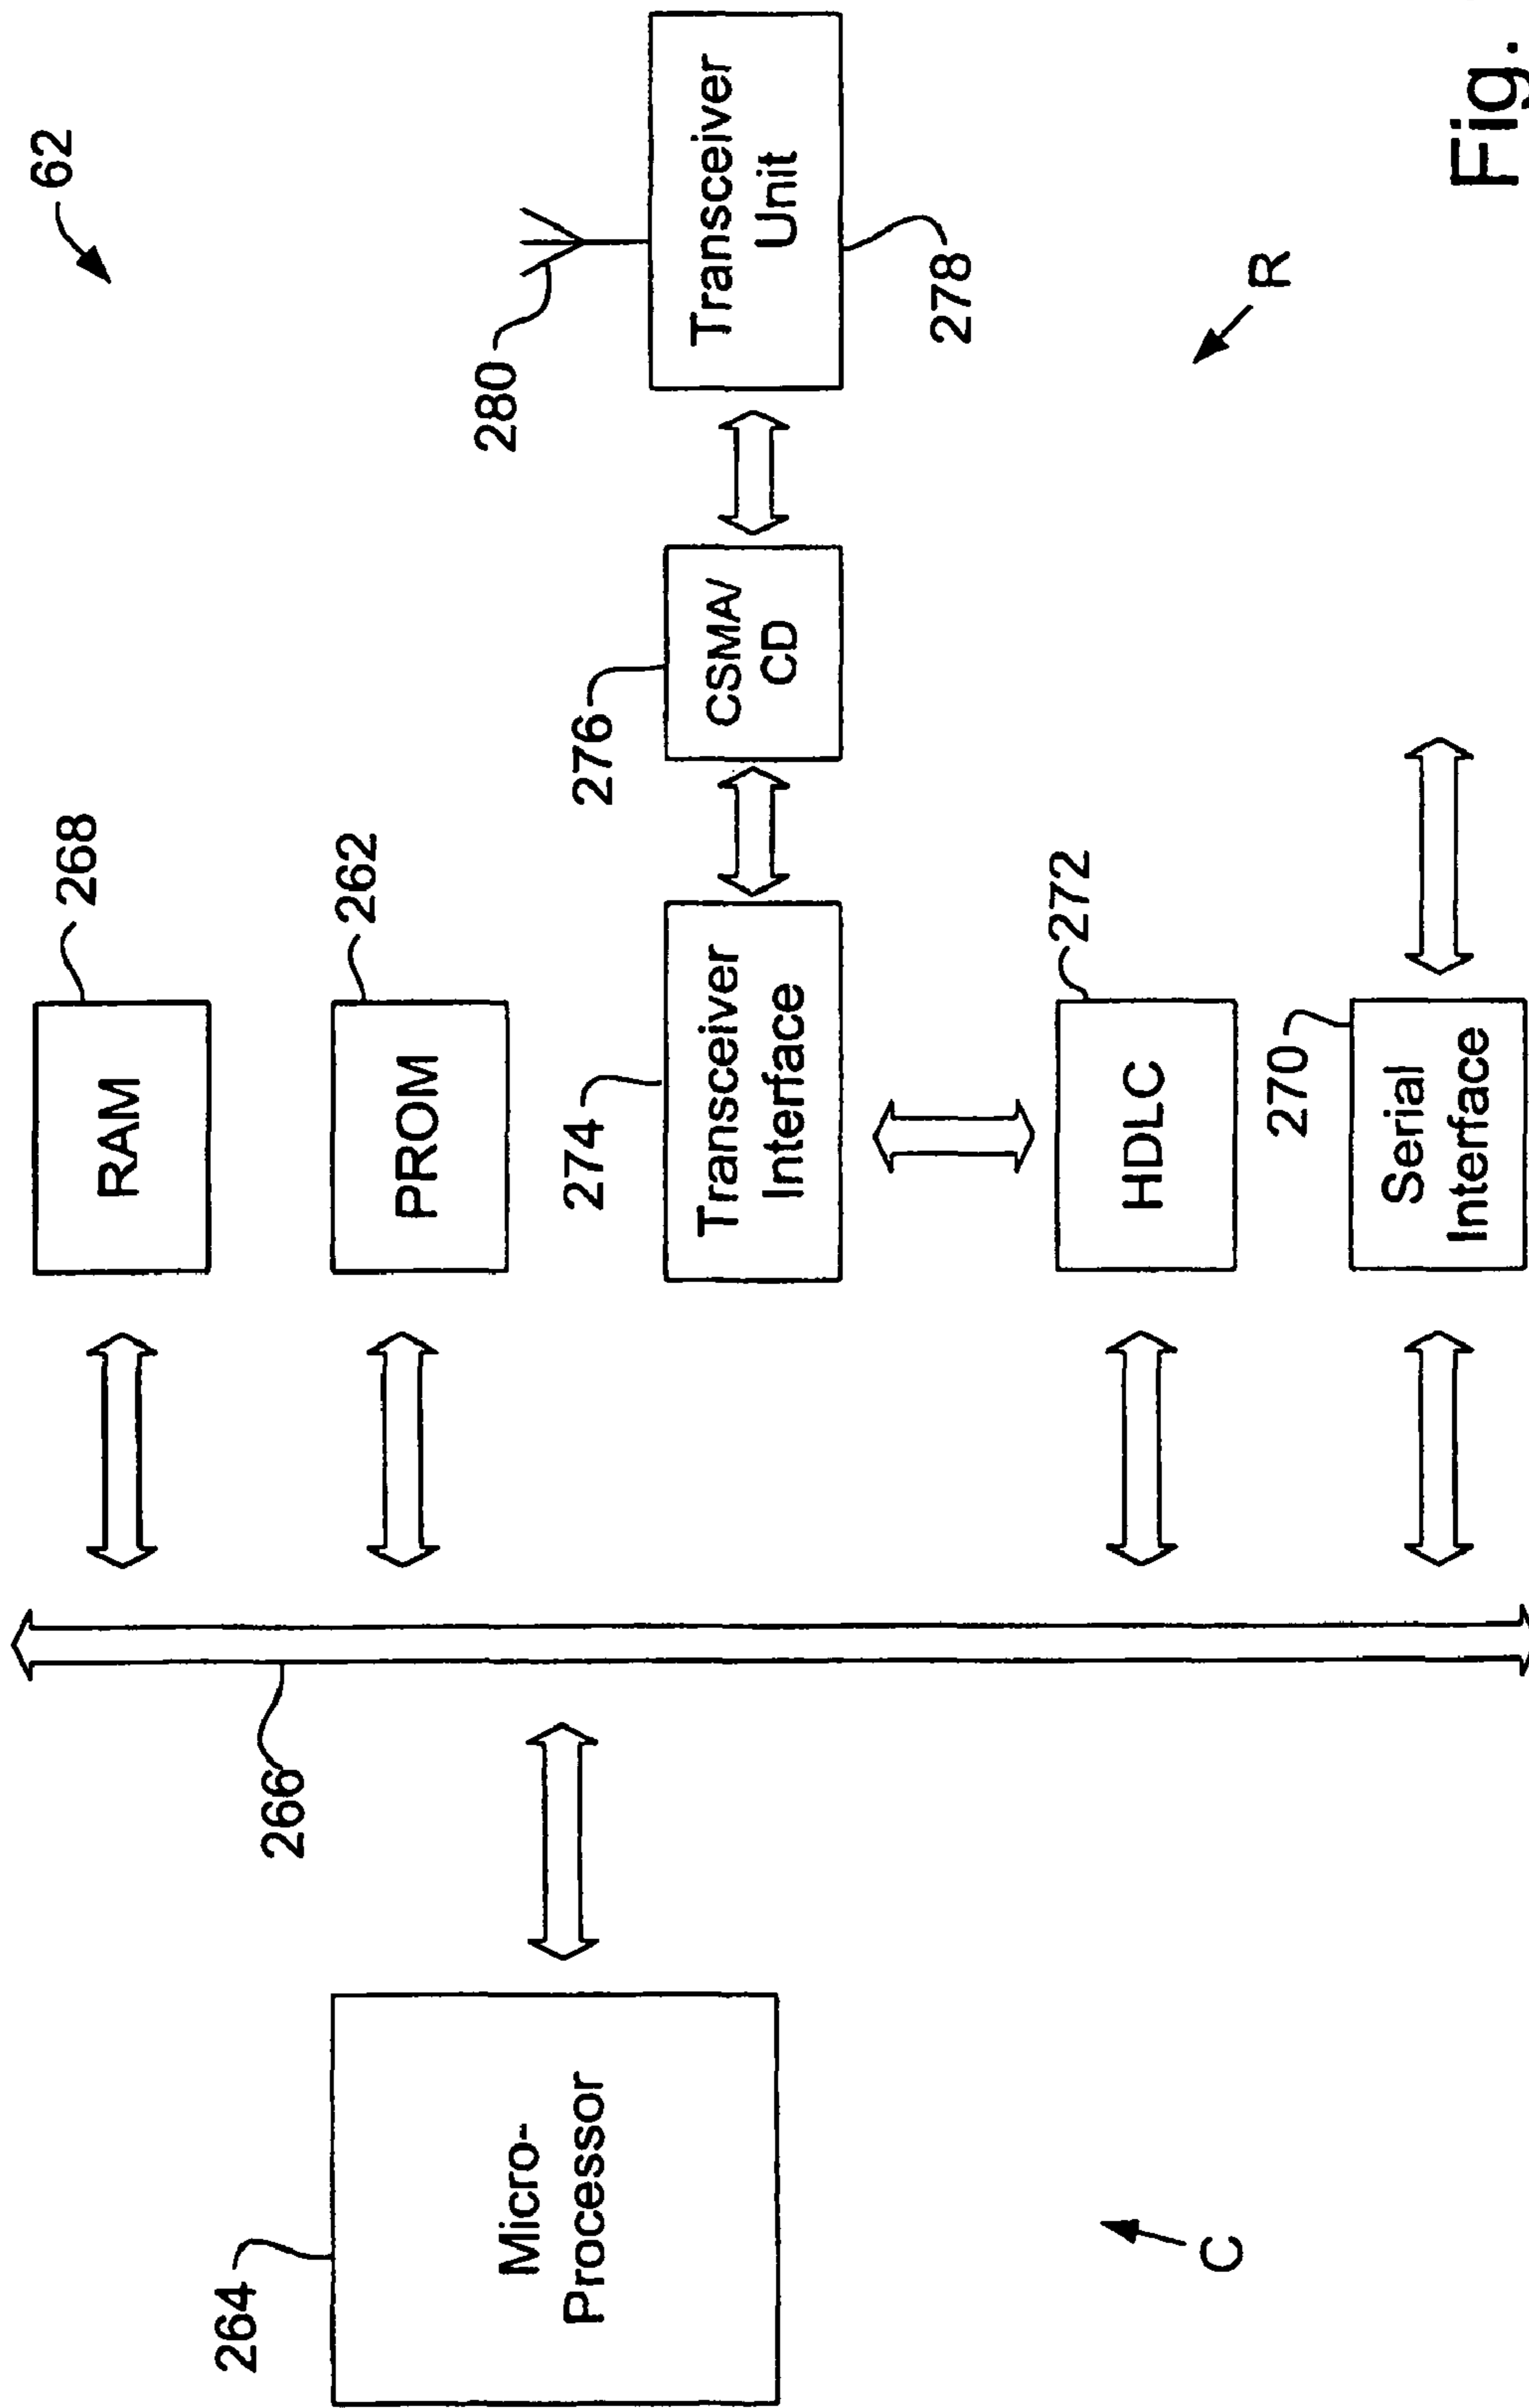 62
268
RAM
262
PROM
280
Transceiver
Unit
278
276
CSMA/
CD
274
Transceiver
Interface
266
264
Micro-
Processor
272
HDLC
270
Serial
Interface
R
C
Fig.